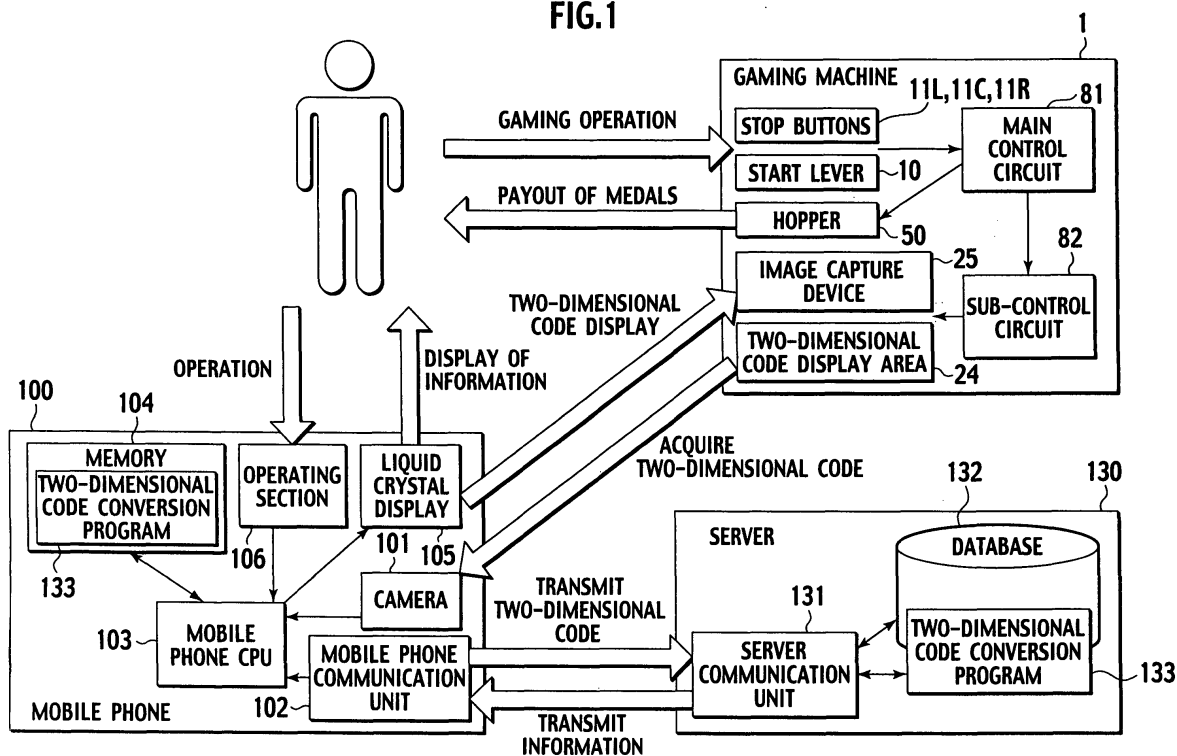 FIG.1
1
GAMING MACHINE
11L,11C,11R
81
STOP BUTTONS
START LEVER
10
MAIN
CONTROL
CIRCUIT
HOPPER
50
GAMING OPERATION
PAYOUT OF MEDALS
25
IMAGE CAPTURE
DEVICE
82
SUB-CONTROL
CIRCUIT
TWO-DIMENSIONAL
CODE DISPLAY AREA
24
TWO-DIMENSIONAL
CODE DISPLAY
OPERATION
DISPLAY OF
INFORMATION
ACQUIRE
TWO-DIMENSIONAL CODE
100
104
MEMORY
TWO-DIMENSIONAL
CODE CONVERSION
PROGRAM
133
OPERATING
SECTION
106
LIQUID
CRYSTAL
DISPLAY
105
101
CAMERA
103
MOBILE
PHONE CPU
MOBILE PHONE
COMMUNICATION
UNIT
102
MOBILE PHONE
TRANSMIT
TWO-DIMENSIONAL
CODE
TRANSMIT
INFORMATION
130
SERVER
132
DATABASE
131
SERVER
COMMUNICATION
UNIT
TWO-DIMENSIONAL
CODE CONVERSION
PROGRAM
133